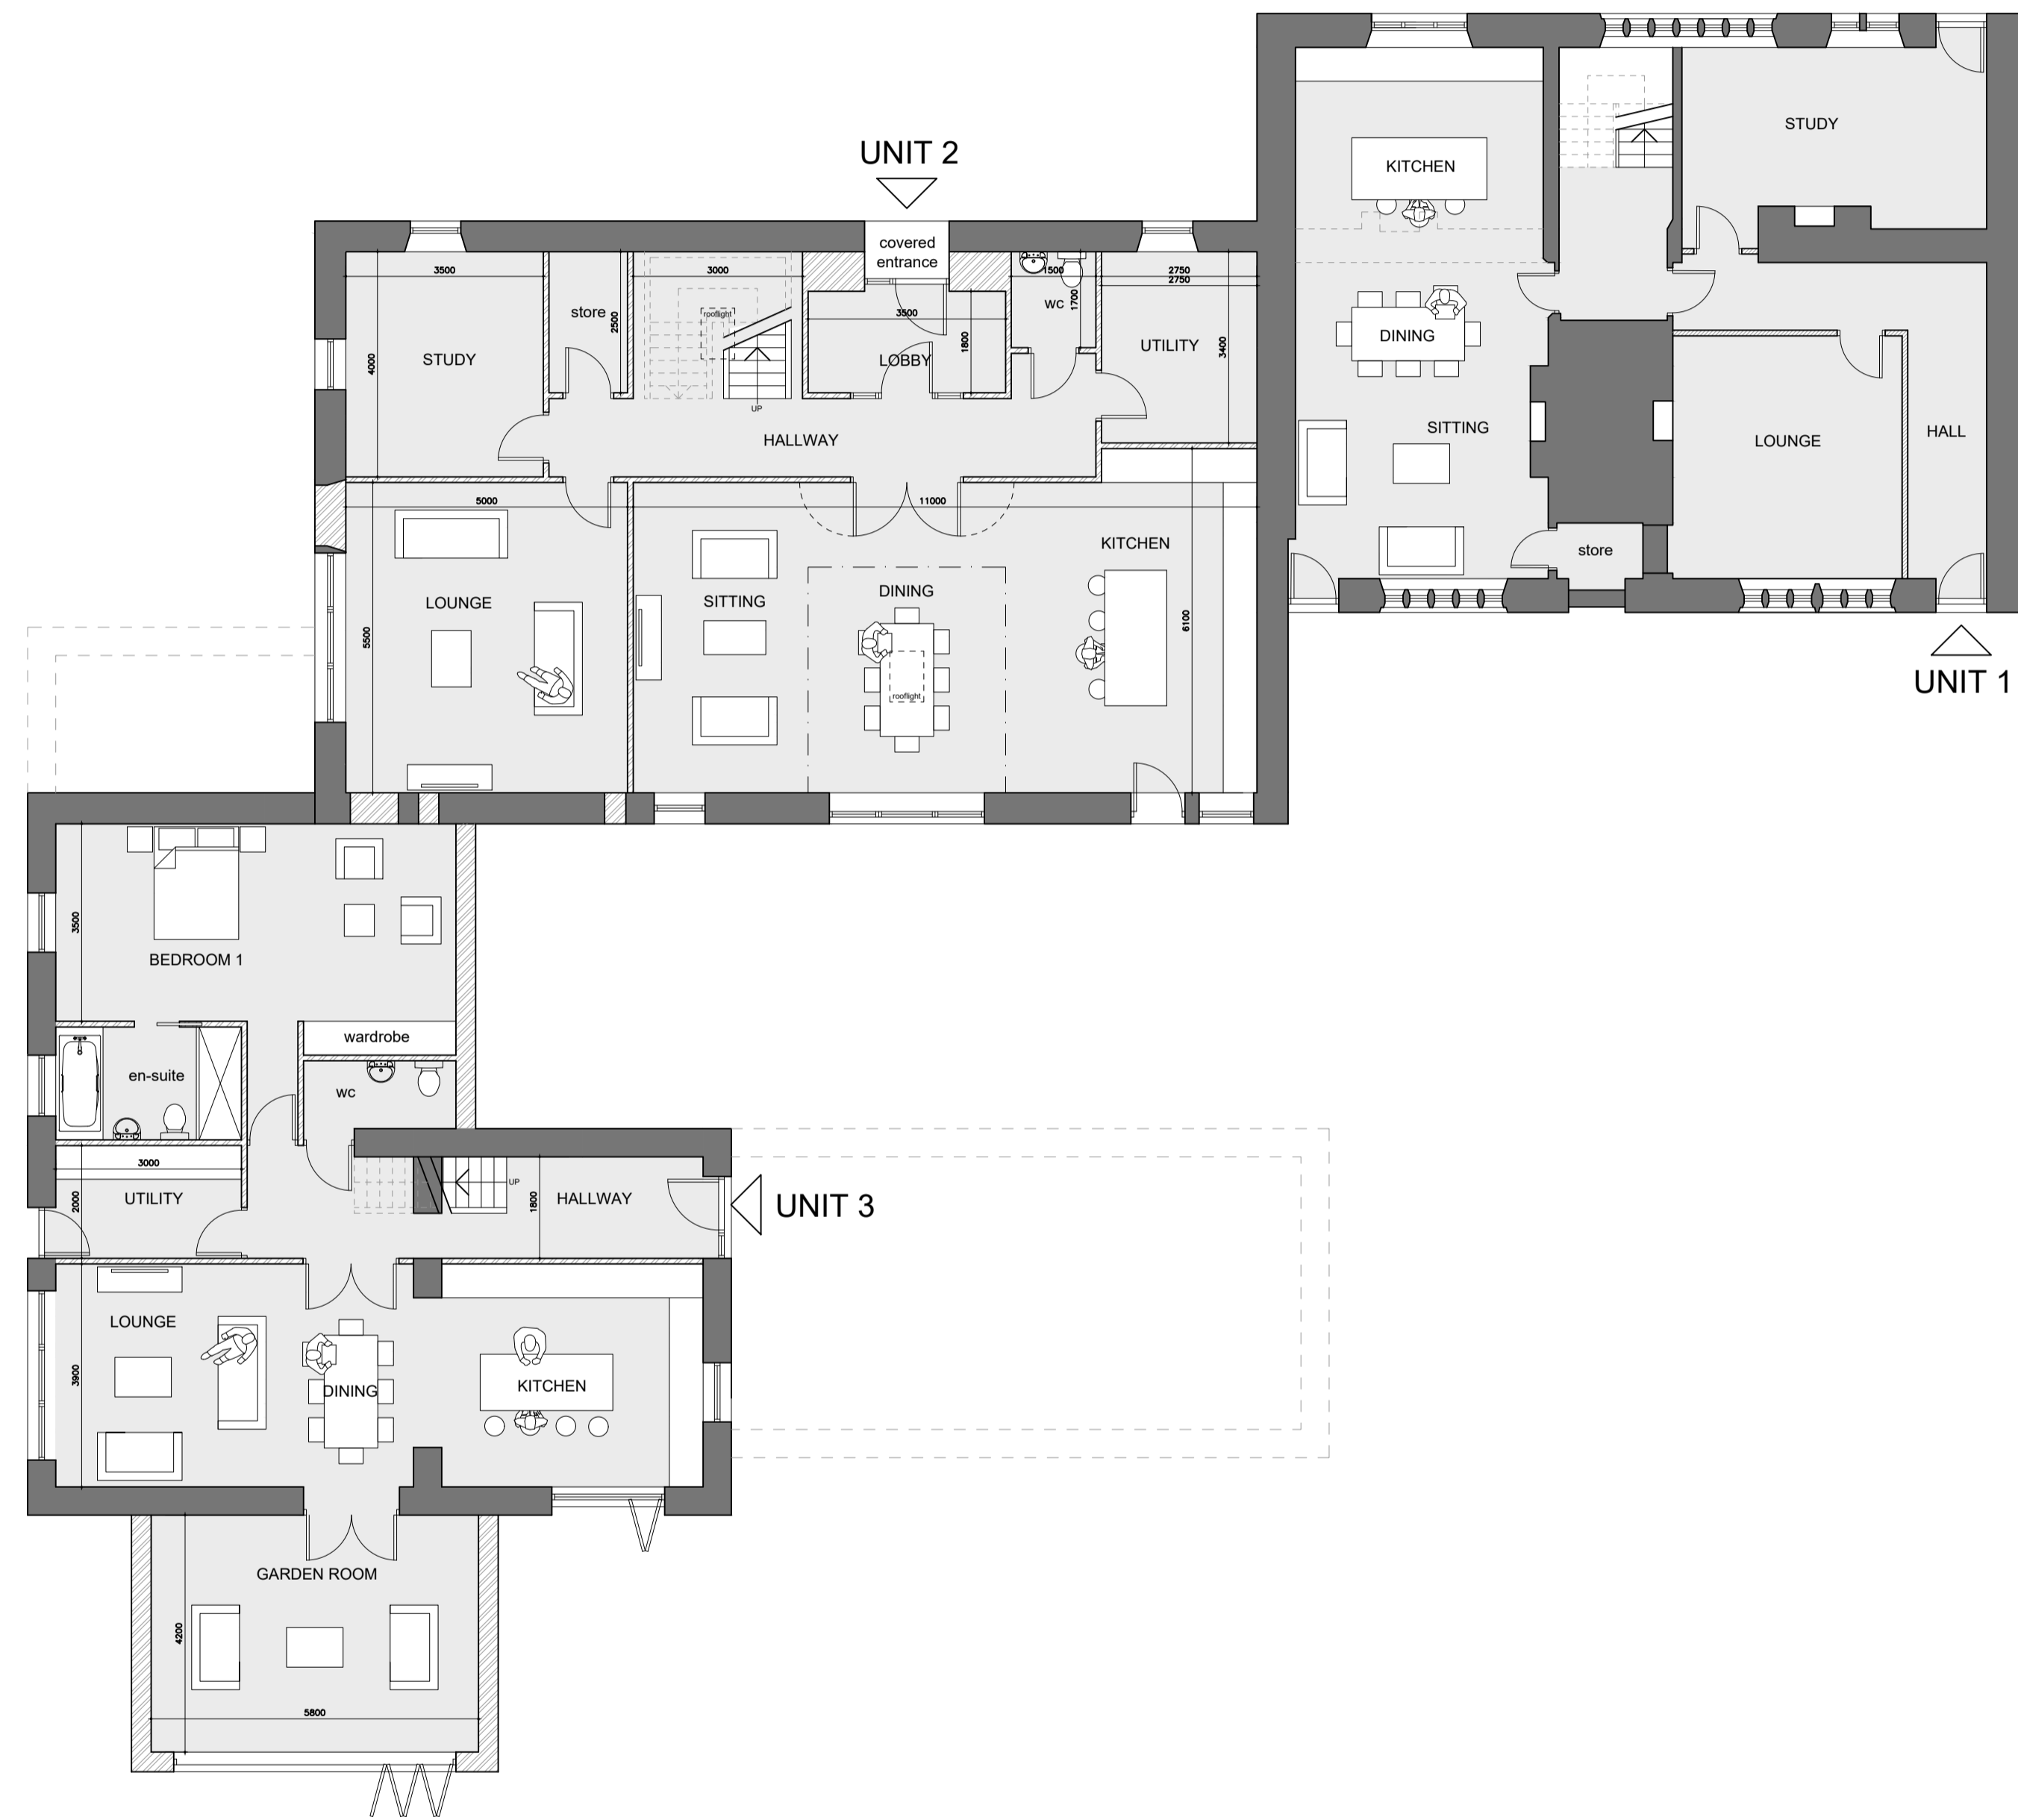 UNIT 2
covered
entrance
3500
store
2500
3000
rooflight
UP
STUDY
4000
3500
1800
LOBBY
1500
1700
wc
2750
2750
UTILITY
3400
HALLWAY
5000
11000
LOUNGE
5500
SITTING
DINING
rooflight
KITCHEN
6100
KITCHEN
STUDY
DINING
SITTING
LOUNGE
HALL
store
UNIT 1
3500
BEDROOM 1
wardrobe
en-suite
wc
3000
UTILITY
2000
UP
1800
HALLWAY
UNIT 3
LOUNGE
3900
DINING
KITCHEN
GARDEN ROOM
4200
5800